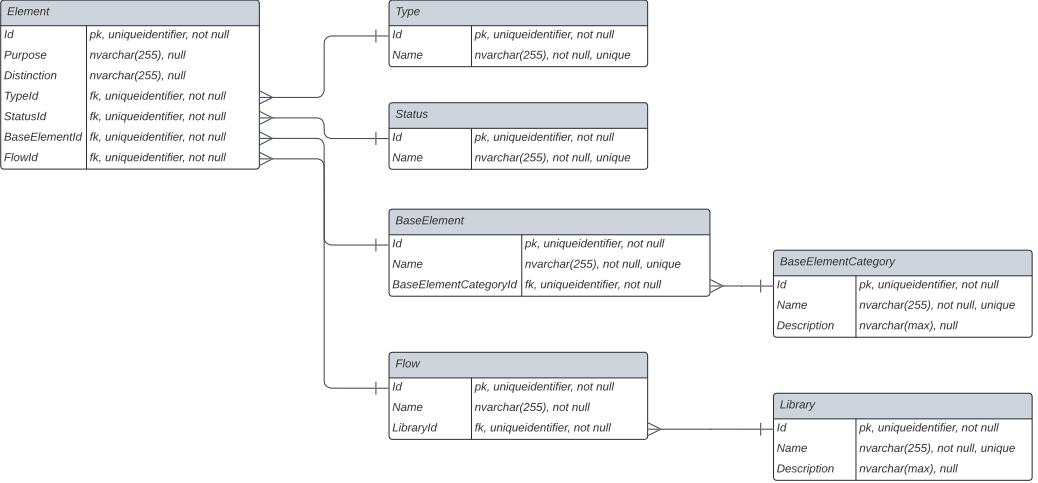 Element
Id pk, uniqueidentifier, not null
Purpose nvarchar(255), null
Distinction nvarchar(255), null
TypeId fk, uniqueidentifier, not null
StatusId fk, uniqueidentifier, not null
BaseElementId fk, uniqueidentifier, not null
FlowId fk, uniqueidentifier, not null
Type
Id pk, uniqueidentifier, not null
Name nvarchar(255), not null, unique
Status
Id pk, uniqueidentifier, not null
Name nvarchar(255), not null, unique
BaseElement
Id pk, uniqueidentifier, not null
Name nvarchar(255), not null, unique
BaseElementCategoryId fk, uniqueidentifier, not null
BaseElementCategory
Id pk, uniqueidentifier, not null
Name nvarchar(255), not null, unique
Description nvarchar(max), null
Flow
Id pk, uniqueidentifier, not null
Name nvarchar(255), not null
LibraryId fk, uniqueidentifier, not null
Library
Id pk, uniqueidentifier, not null
Name nvarchar(255), not null, unique
Description nvarchar(max), null